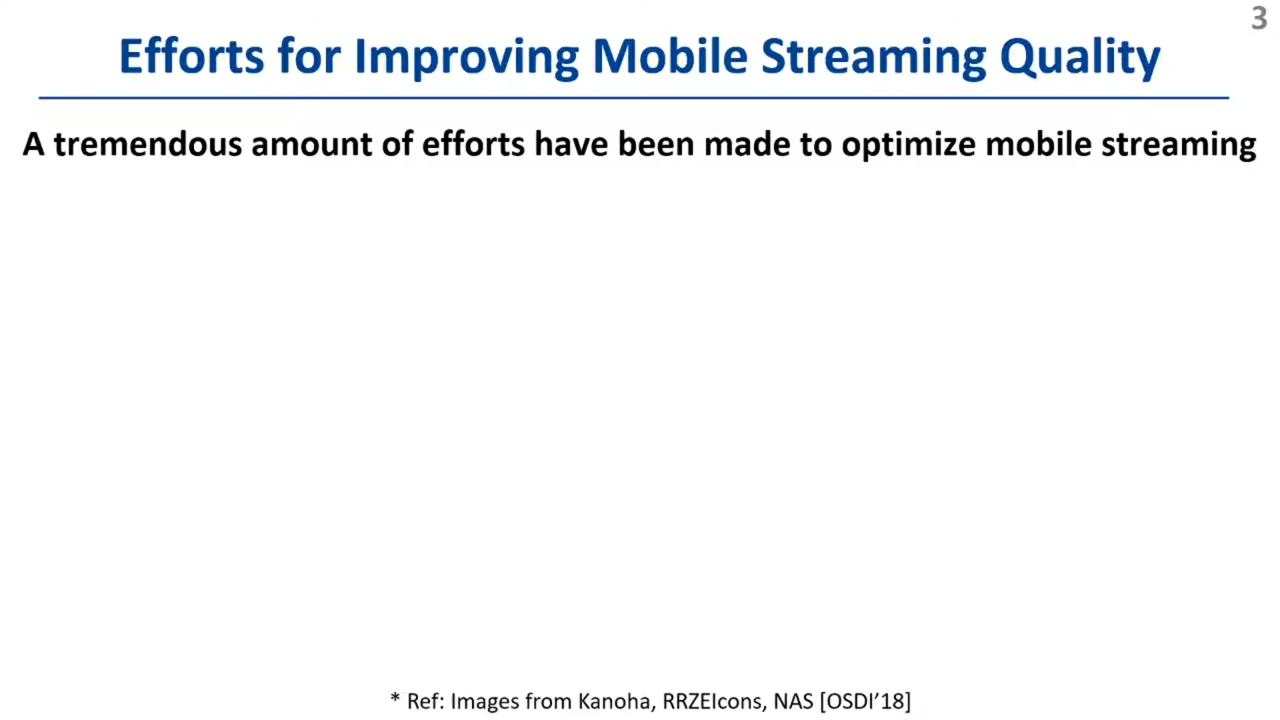 3
Efforts for Improving Mobile Streaming Quality
A tremendous amount of efforts have been made to optimize mobile streaming
* Ref: Images from Kanoha, RRZEIcons, NAS [OSDI’18]